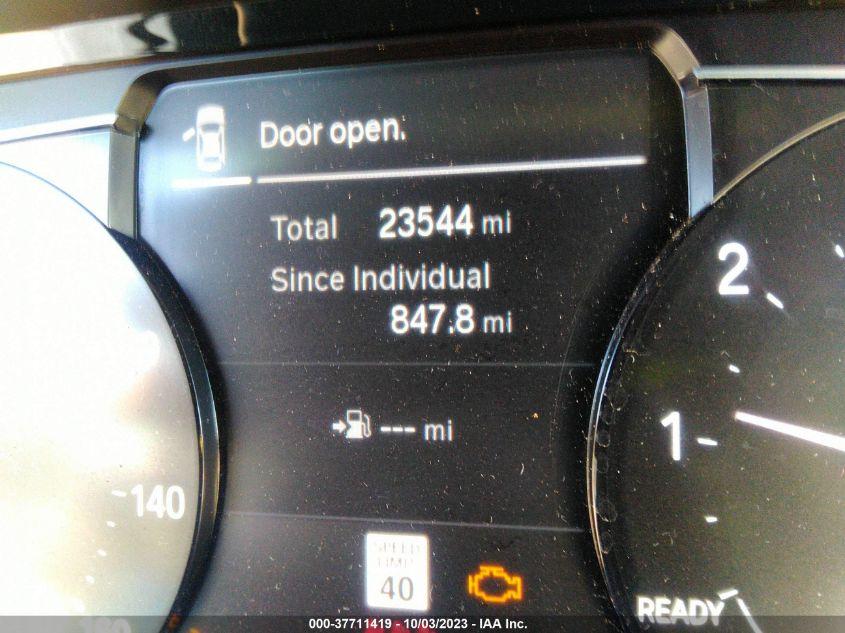 Door open.
Total 23544 mi
Since Individual
847.8 mi
--- mi
SPEED
LIMIT
40
140
2
1
READY
000-37711419 - 10/03/2023 - IAA Inc.